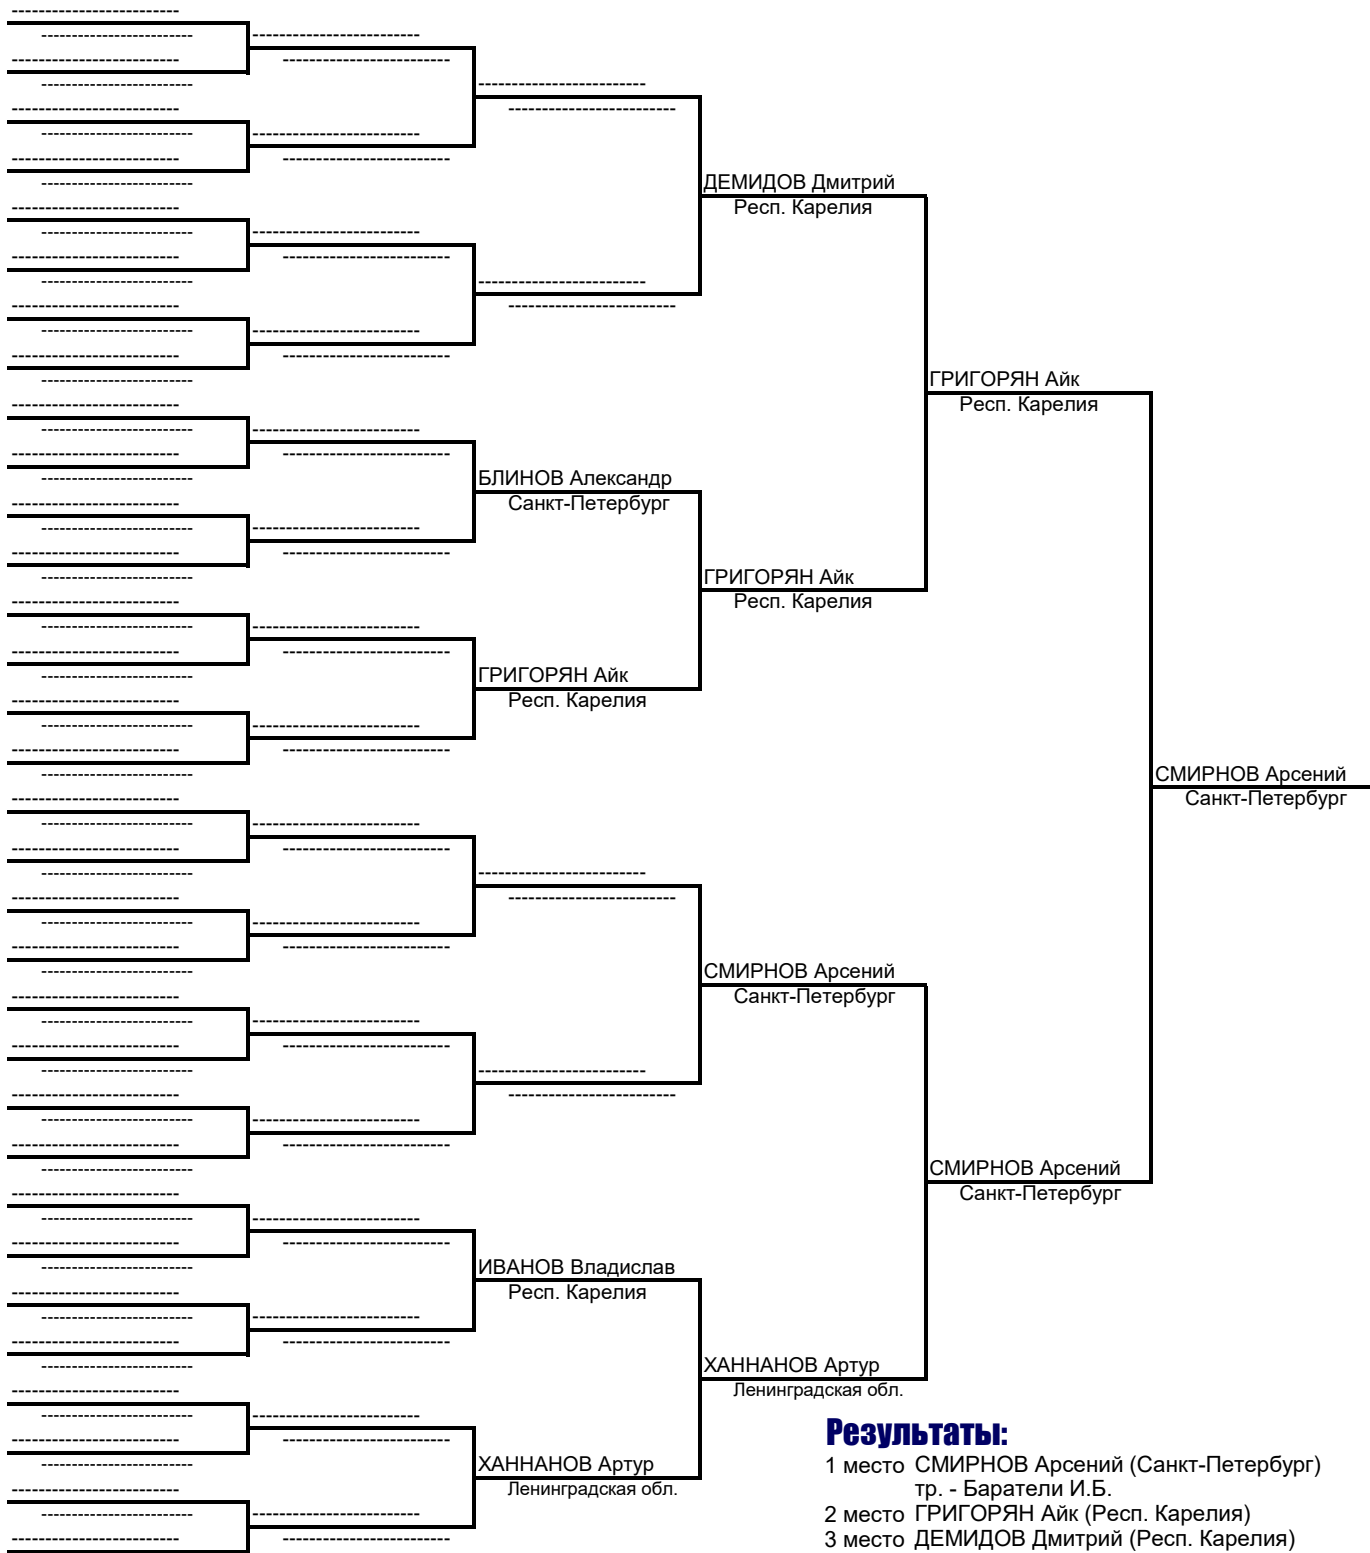 ДЕМИДОВ Дмитрий
Респ. Карелия
ГРИГОРЯН Айк
Респ. Карелия
БЛИНОВ Александр
Санкт-Петербург
ГРИГОРЯН Айк
Респ. Карелия
ГРИГОРЯН Айк
Респ. Карелия
СМИРНОВ Арсений
Санкт-Петербург
СМИРНОВ Арсений
Санкт-Петербург
СМИРНОВ Арсений
Санкт-Петербург
ИВАНОВ Владислав
Респ. Карелия
ХАННАНОВ Артур
Ленинградская обл.
ХАННАНОВ Артур
Ленинградская обл.
Результаты:
1 место СМИРНОВ Арсений (Санкт-Петербург)
тр. - Баратели И.Б.
2 место ГРИГОРЯН Айк (Респ. Карелия)
3 место ДЕМИДОВ Дмитрий (Респ. Карелия)